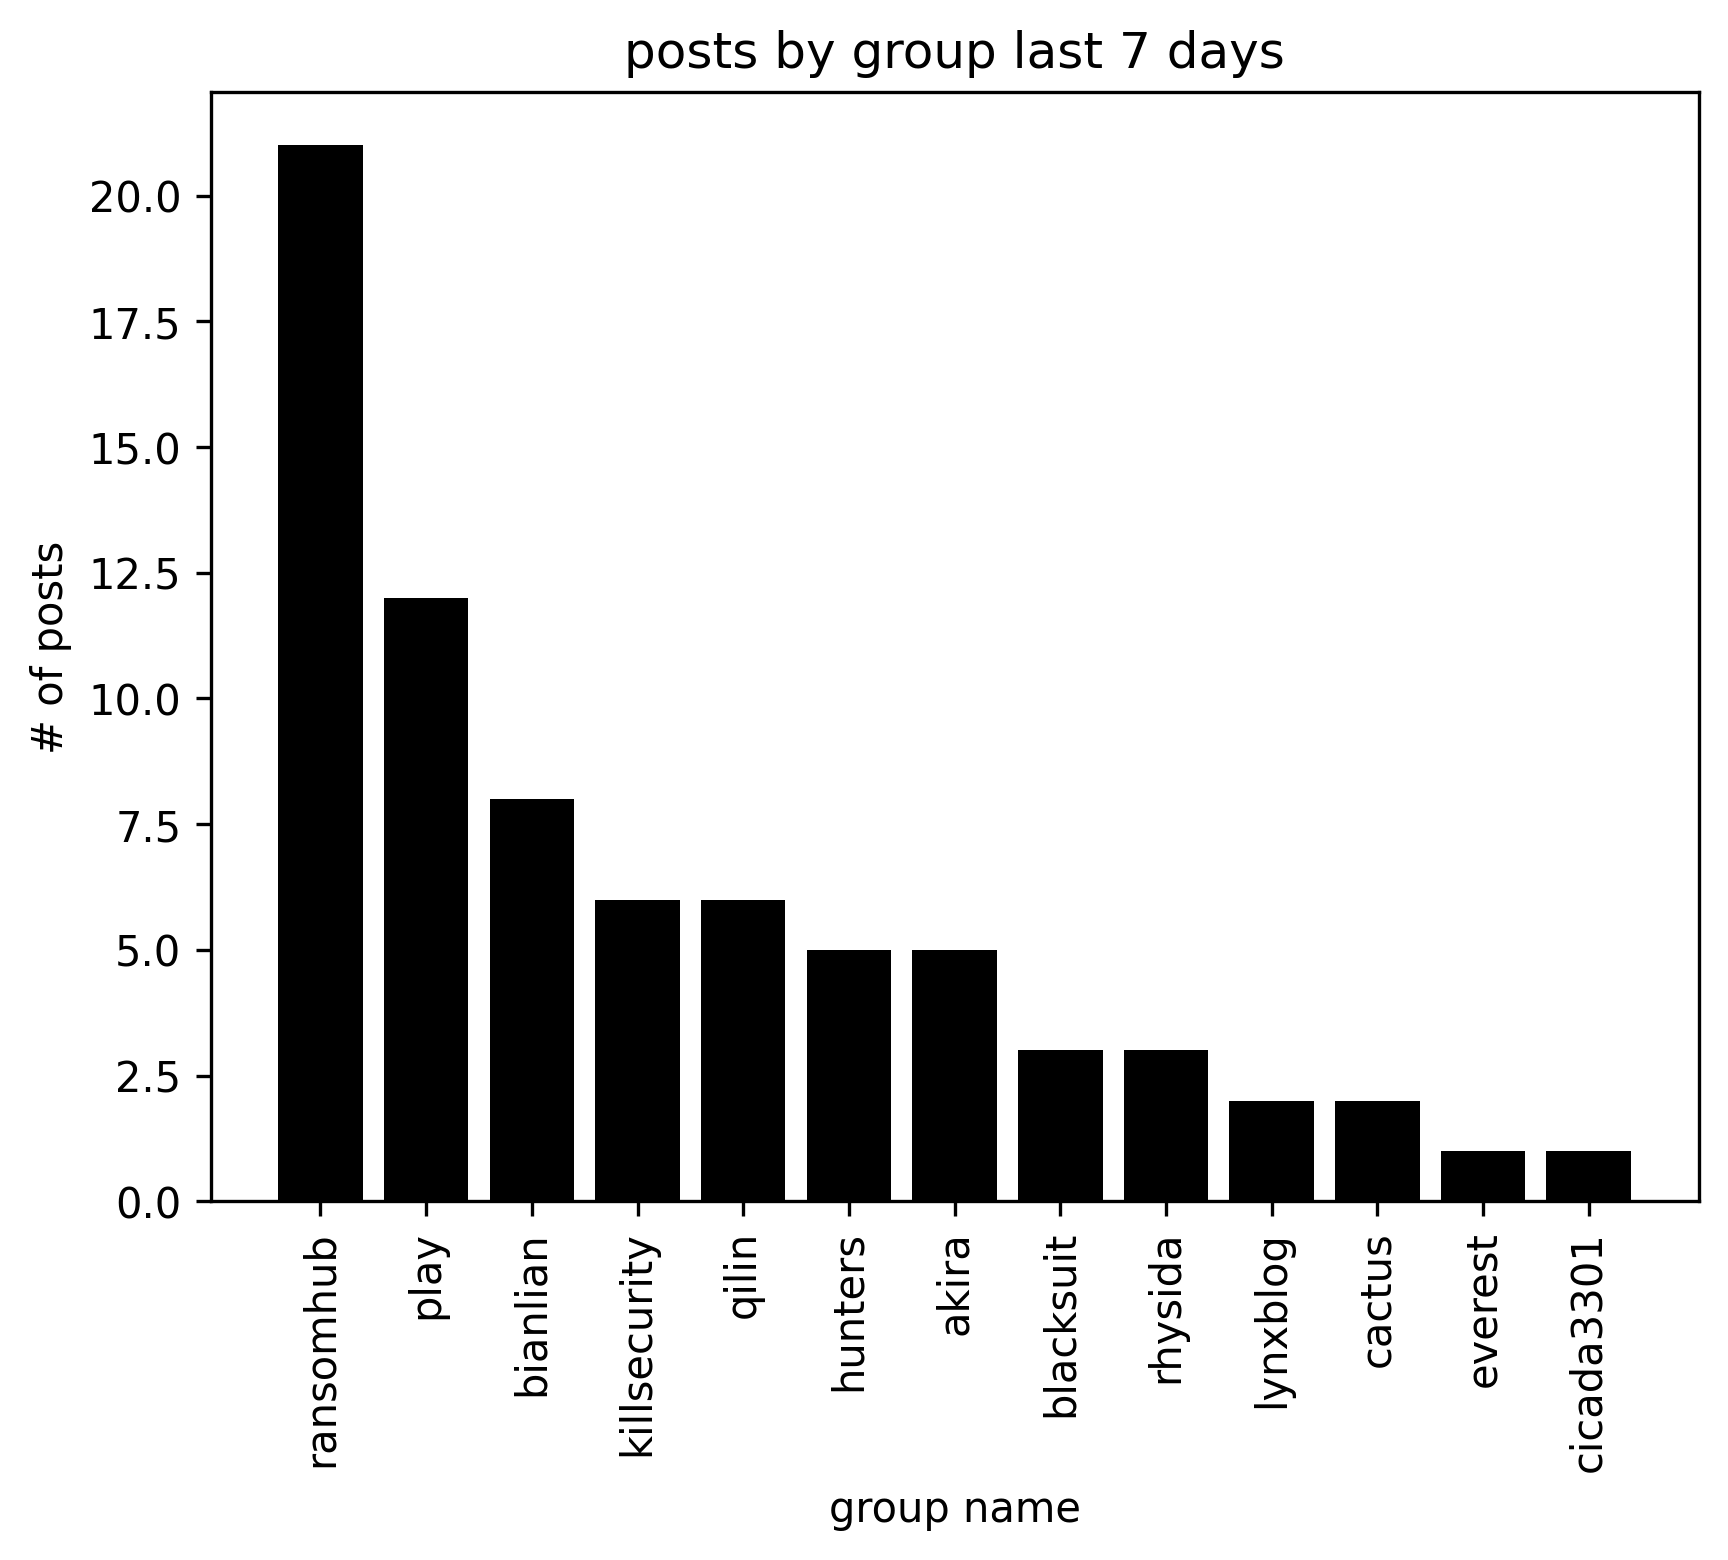 posts by group last 7 days
# of posts
20.0
17.5
15.0
12.5
10.0
7.5
5.0
2.5
0.0
ransomhub
play
bianlian
killsecurity
qilin
hunters
akira
blacksuit
rhysida
lynxblog
cactus
everest
cicada3301
group name